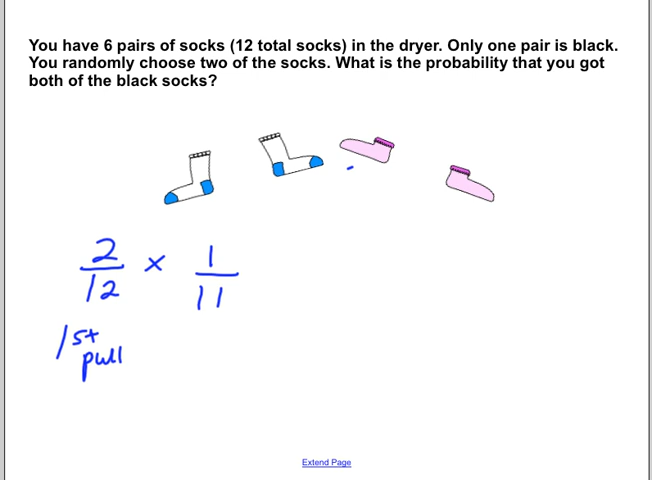 You have 6 pairs of socks (12 total socks) in the dryer. Only one pair is black.
You randomly choose two of the socks. What is the probability that you got
both of the black socks?
2/12 × 1/11
1st
pull
Extend Page